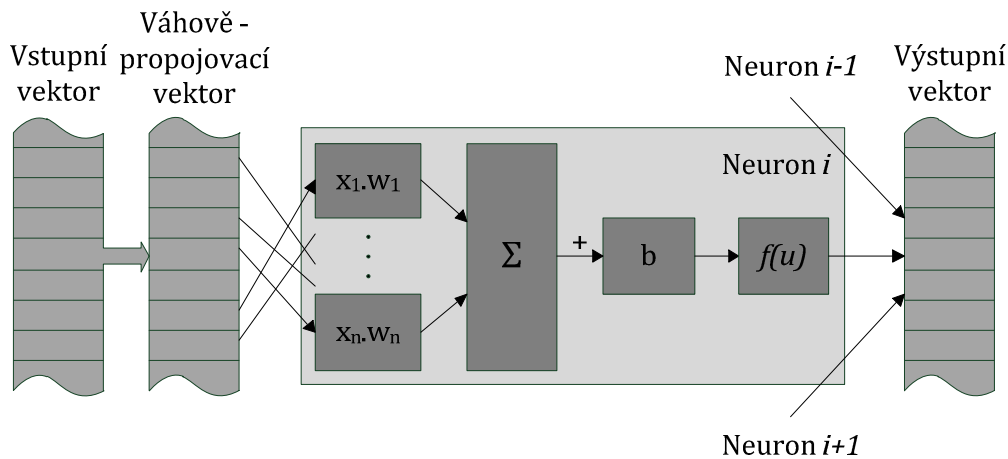 Vstupní
vektor
Váhově -
propojovací
vektor
Neuron i-1
Výstupní
vektor
Neuron i
x₁.w₁
.
.
.
xₙ.wₙ
Σ
+
b
f(u)
Neuron i+1